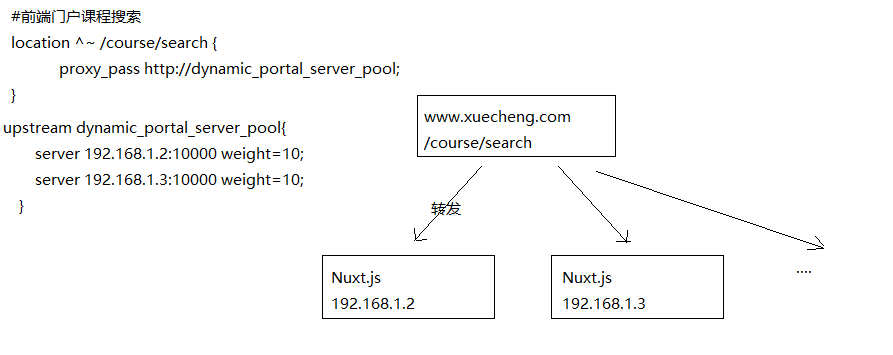 #前端门户课程搜索
location ^~ /course/search {
proxy_pass http://dynamic_portal_server_pool;
}
upstream dynamic_portal_server_pool{
server 192.168.1.2:10000 weight=10;
server 192.168.1.3:10000 weight=10;
}
www.xuecheng.com
/course/search
转发
Nuxt.js
192.168.1.2
Nuxt.js
192.168.1.3
....